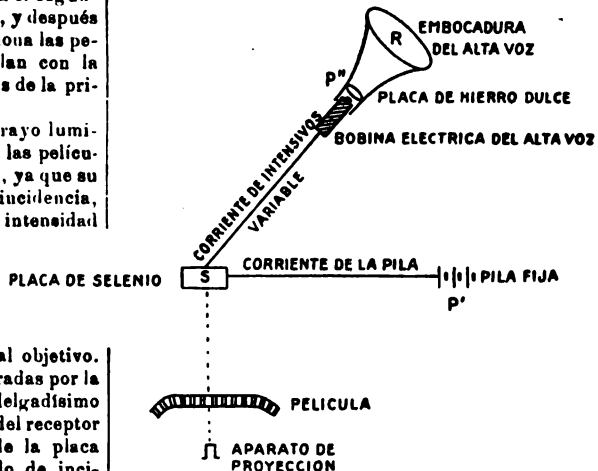 , y después
iona las pe-
lan con la
s de la pri-
rayo lumi-
las pelícu-
, ya que su
incidencia,
intensidad
al objetivo.
radas por la
delgadísimo
del receptor
de la placa
do de inci-
R
EMBOCADURA
DEL ALTA VOZ
P"
PLACA DE HIERRO DULCE
BOBINA ELECTRICA DEL ALTA VOZ
CORRIENTE DE INTENSIVOS
VARIABLE
PLACA DE SELENIO
S
CORRIENTE DE LA PILA
PILA FIJA
P'
PELICULA
APARATO DE
PROYECCION